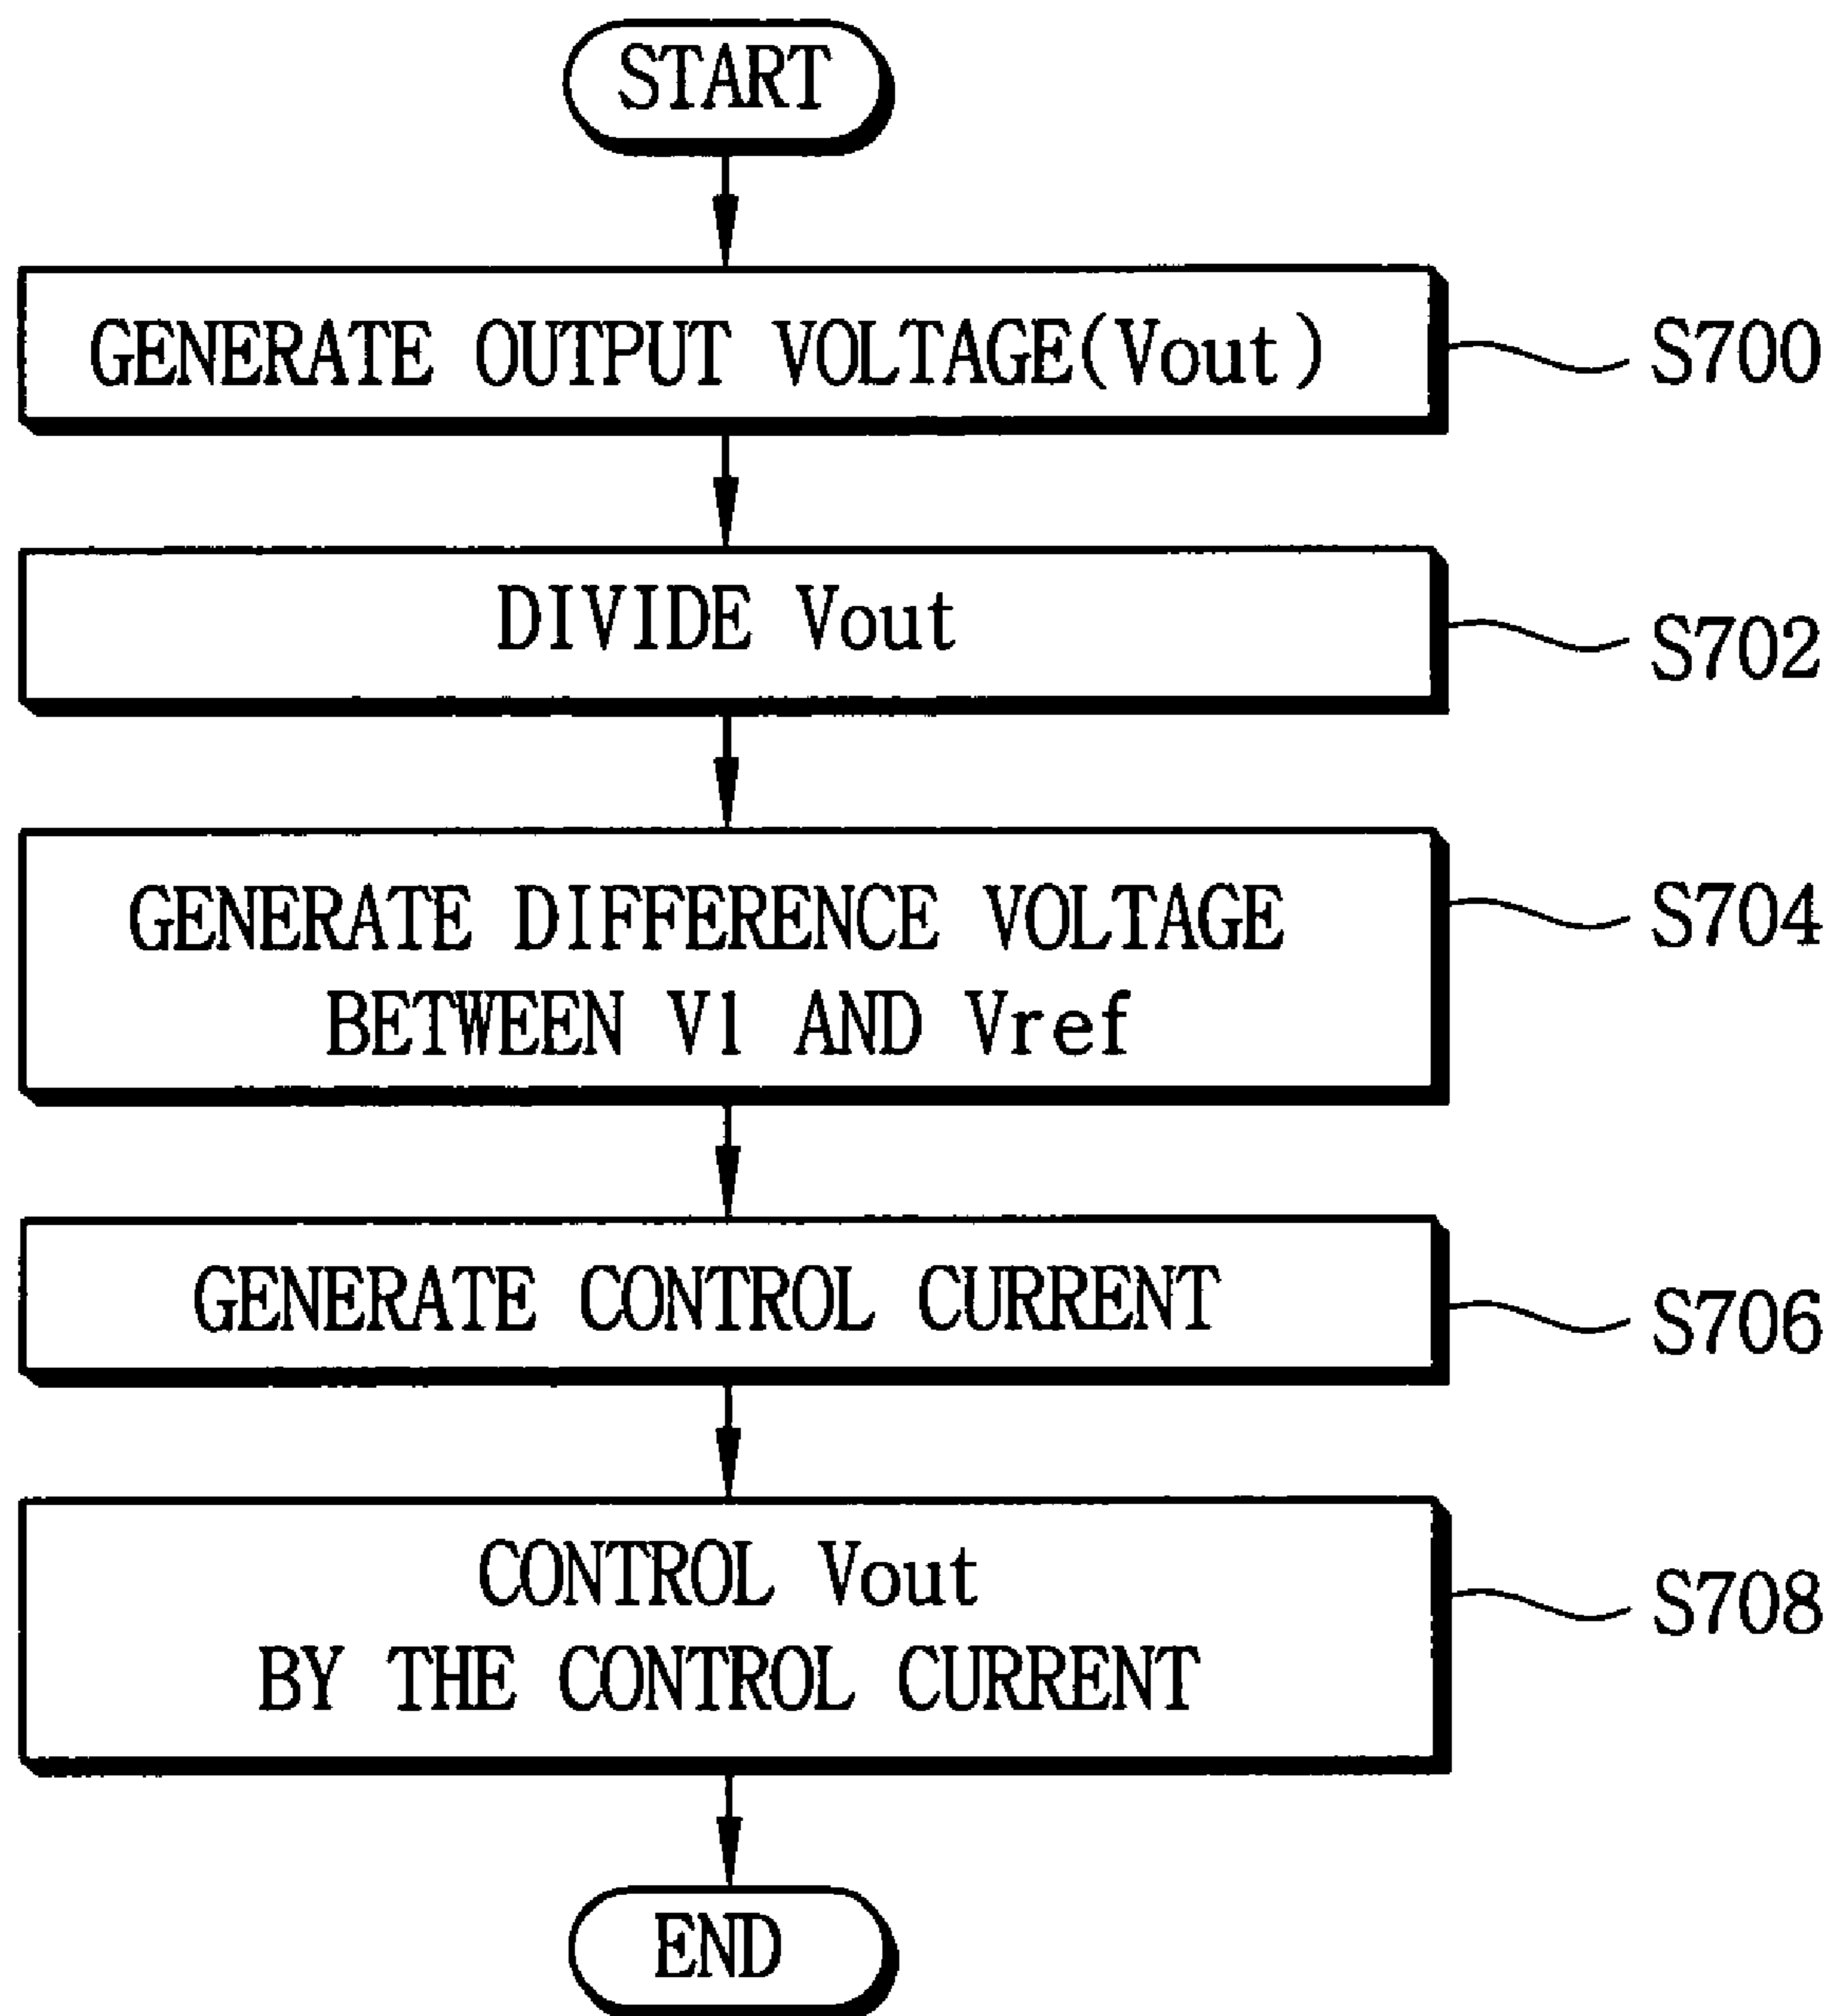 START
GENERATE OUTPUT VOLTAGE(Vout)
S700
DIVIDE Vout
S702
GENERATE DIFFERENCE VOLTAGE
BETWEEN V1 AND Vref
S704
GENERATE CONTROL CURRENT
S706
CONTROL Vout
BY THE CONTROL CURRENT
S708
END